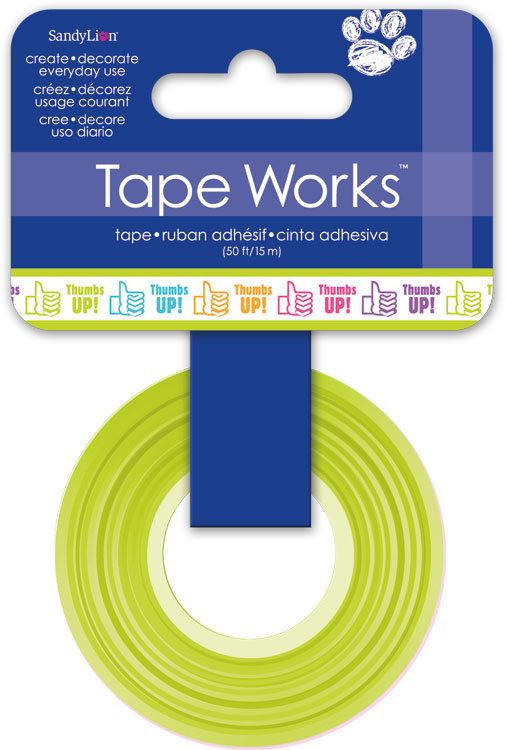 SandyLion®
create•decorate
everyday use
créez•décorez
usage courant
cree•decore
uso diario
Tape Works™
tape•ruban adhésif•cinta adhesiva
(50 ft/15 m)
Thumbs Thumbs Thumbs Thumbs Thumbs
UP! UP! UP! UP! UP!